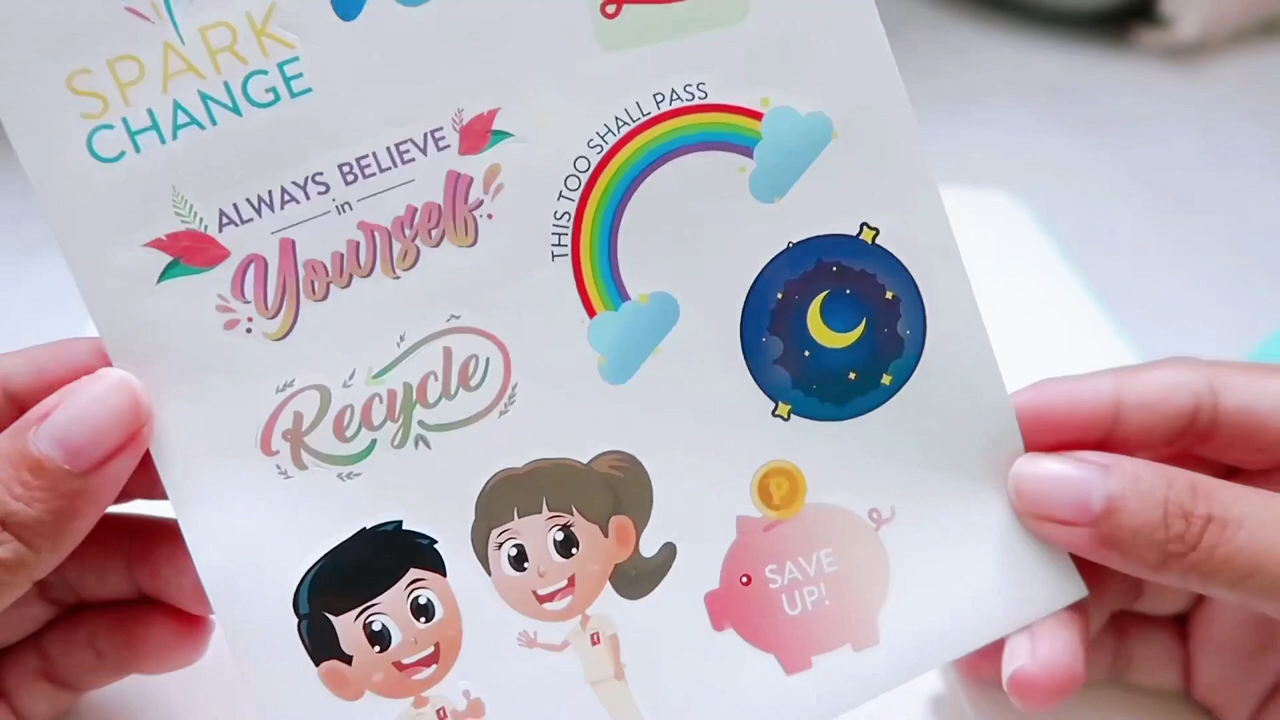 SPARK
CHANGE
ALWAYS BELIEVE
in
Yourself
THIS TOO SHALL PASS
Recycle
P
SAVE
UP!